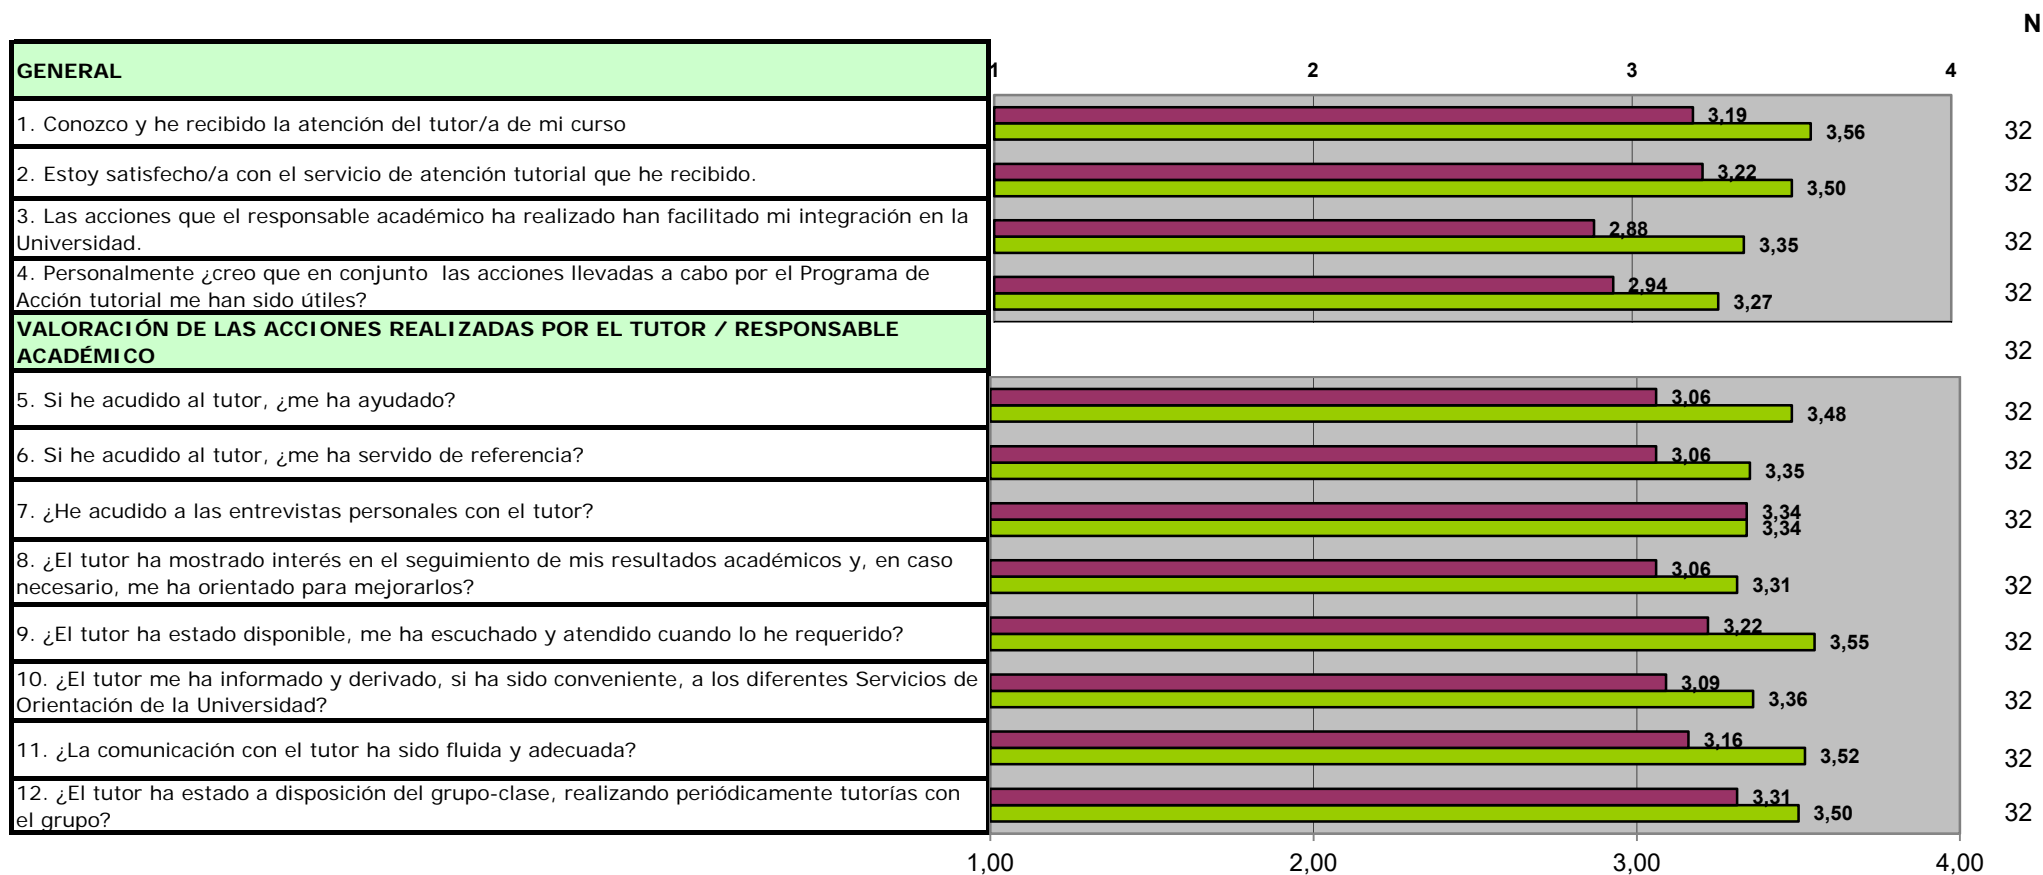 N
GENERAL
1 2 3 4
1. Conozco y he recibido la atención del tutor/a de mi curso
3,19
3,56
32
2. Estoy satisfecho/a con el servicio de atención tutorial que he recibido.
3,22
3,50
32
3. Las acciones que el responsable académico ha realizado han facilitado mi integración en la
Universidad.
2,88
3,35
32
4. Personalmente ¿creo que en conjunto  las acciones llevadas a cabo por el Programa de
Acción tutorial me han sido útiles?
2,94
3,27
32
VALORACIÓN DE LAS ACCIONES REALIZADAS POR EL TUTOR / RESPONSABLE
ACADÉMICO
32
5. Si he acudido al tutor, ¿me ha ayudado?
3,06
3,48
32
6. Si he acudido al tutor, ¿me ha servido de referencia?
3,06
3,35
32
7. ¿He acudido a las entrevistas personales con el tutor?
3,34
3,34
32
8. ¿El tutor ha mostrado interés en el seguimiento de mis resultados académicos y, en caso
necesario, me ha orientado para mejorarlos?
3,06
3,31
32
9. ¿El tutor ha estado disponible, me ha escuchado y atendido cuando lo he requerido?
3,22
3,55
32
10. ¿El tutor me ha informado y derivado, si ha sido conveniente, a los diferentes Servicios de
Orientación de la Universidad?
3,09
3,36
32
11. ¿La comunicación con el tutor ha sido fluida y adecuada?
3,16
3,52
32
12. ¿El tutor ha estado a disposición del grupo-clase, realizando periódicamente tutorías con
el grupo?
3,31
3,50
32
1,00 2,00 3,00 4,00